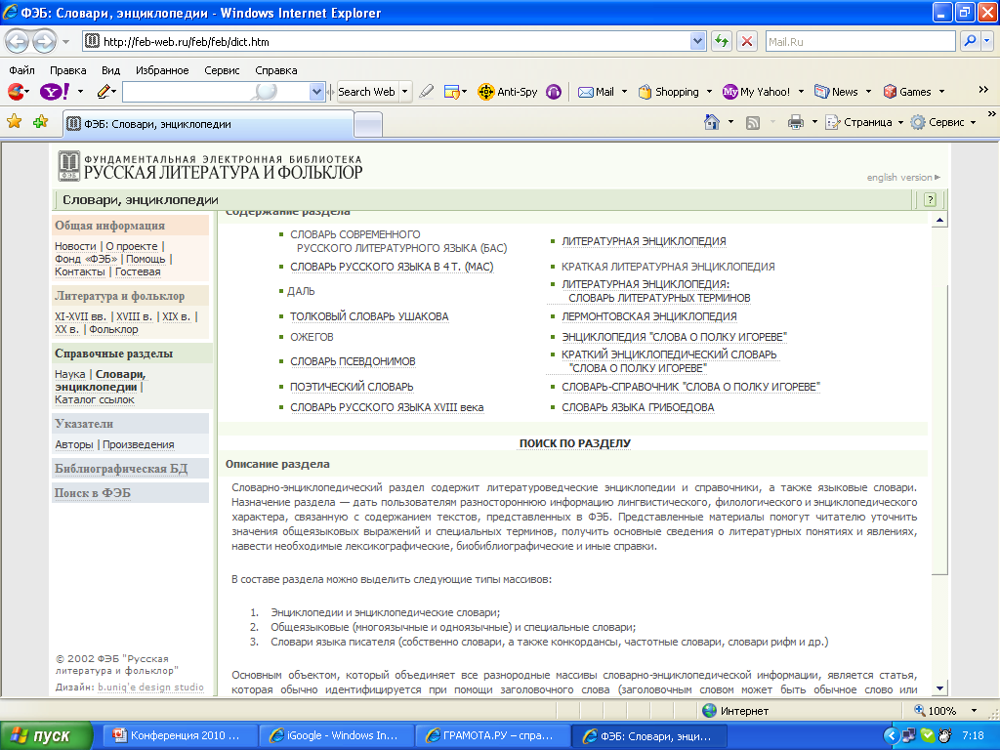 ФЭБ: Словари, энциклопедии - Windows Internet Explorer
http://feb-web.ru/feb/feb/dict.htm
Mail.Ru
Файл Правка Вид Избранное Сервис Справка
Y! Search Web Anti-Spy Mail Shopping My Yahoo! News Games »
ФЭБ: Словари, энциклопедии Страница Сервис »
ФЭБ
ФУНДАМЕНТАЛЬНАЯ ЭЛЕКТРОННАЯ БИБЛИОТЕКА
РУССКАЯ ЛИТЕРАТУРА И ФОЛЬКЛОР
english version
Словари, энциклопедии ?
Общая информация
Новости | О проекте |
Фонд «ФЭБ» | Помощь |
Контакты | Гостевая
Литература и фольклор
XI-XVII вв. | XVIII в. | XIX в. |
XX в. | Фольклор
Справочные разделы
Наука | Словари,
энциклопедии |
Каталог ссылок
Указатели
Авторы | Произведения
Библиографическая БД
Поиск в ФЭБ
© 2002 ФЭБ "Русская
литература и фольклор"
Дизайн: b.uniq'e design studio
Содержание раздела
СЛОВАРЬ СОВРЕМЕННОГО
РУССКОГО ЛИТЕРАТУРНОГО ЯЗЫКА (БАС)
СЛОВАРЬ РУССКОГО ЯЗЫКА В 4 Т. (МАС)
ДАЛЬ
ТОЛКОВЫЙ СЛОВАРЬ УШАКОВА
ОЖЕГОВ
СЛОВАРЬ ПСЕВДОНИМОВ
ПОЭТИЧЕСКИЙ СЛОВАРЬ
СЛОВАРЬ РУССКОГО ЯЗЫКА XVIII века
ЛИТЕРАТУРНАЯ ЭНЦИКЛОПЕДИЯ
КРАТКАЯ ЛИТЕРАТУРНАЯ ЭНЦИКЛОПЕДИЯ
ЛИТЕРАТУРНАЯ ЭНЦИКЛОПЕДИЯ:
СЛОВАРЬ ЛИТЕРАТУРНЫХ ТЕРМИНОВ
ЛЕРМОНТОВСКАЯ ЭНЦИКЛОПЕДИЯ
ЭНЦИКЛОПЕДИЯ "СЛОВА О ПОЛКУ ИГОРЕВЕ"
КРАТКИЙ ЭНЦИКЛОПЕДИЧЕСКИЙ СЛОВАРЬ
"СЛОВА О ПОЛКУ ИГОРЕВЕ"
СЛОВАРЬ-СПРАВОЧНИК "СЛОВА О ПОЛКУ ИГОРЕВЕ"
СЛОВАРЬ ЯЗЫКА ГРИБОЕДОВА
ПОИСК ПО РАЗДЕЛУ
Описание раздела
Словарно-энциклопедический раздел содержит литературоведческие энциклопедии и справочники, а также языковые словари.
Назначение раздела — дать пользователям разностороннюю информацию лингвистического, филологического и энциклопедического
характера, связанную с содержанием текстов, представленных в ФЭБ. Представленные материалы помогут читателю уточнить
значения общеязыковых выражений и специальных терминов, получить основные сведения о литературных понятиях и явлениях,
навести необходимые лексикографические, биобиблиографические и иные справки.
В составе раздела можно выделить следующие типы массивов:
1. Энциклопедии и энциклопедические словари;
2. Общеязыковые (многоязычные и одноязычные) и специальные словари;
3. Словари языка писателя (собственно словари, а также конкордансы, частотные словари, словари рифм и др.)
Основным объектом, который объединяет все разнородные массивы словарно-энциклопедической информации, является статья,
которая обычно идентифицируется при помощи заголовочного слова (заголовочным словом может быть обычное слово или
Интернет 100%
пуск Конференция 2010 ... iGoogle - Windows In... ГРАМОТА.РУ – спра... ФЭБ: Словари, энци... 7:18